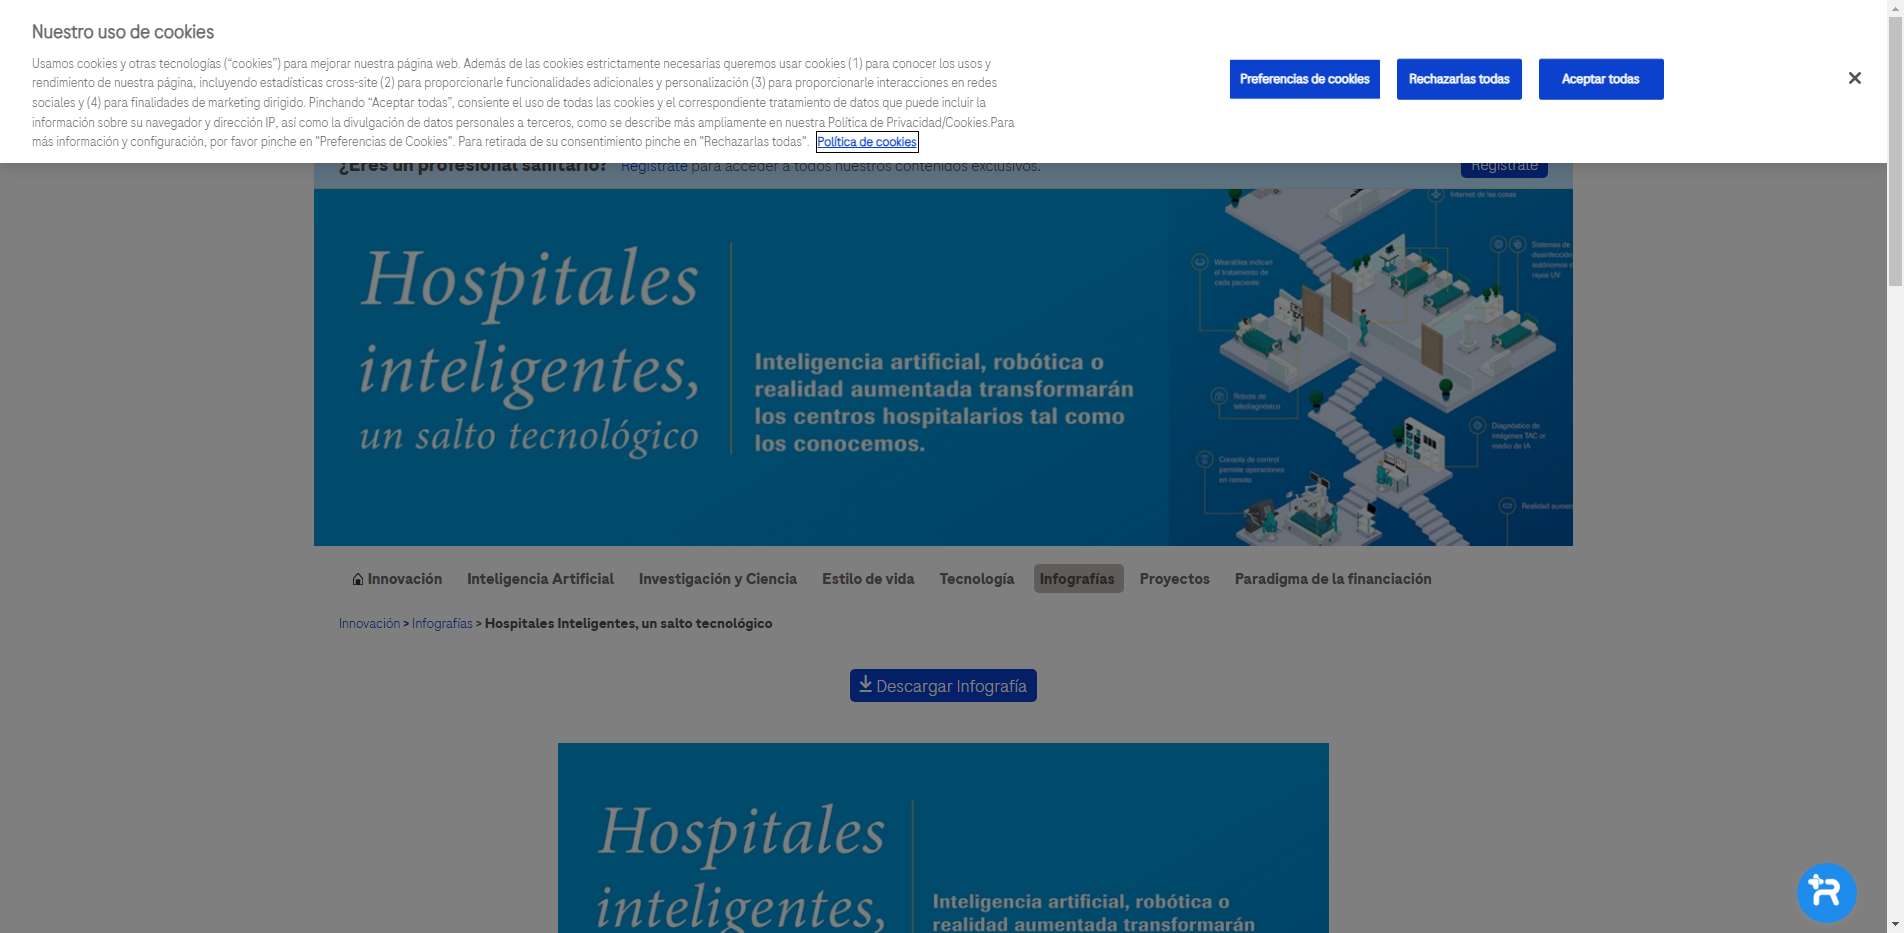 Nuestro uso de cookies
Usamos cookies y otras tecnologías (“cookies”) para mejorar nuestra página web. Además de las cookies estrictamente necesarias queremos usar cookies (1) para conocer los usos y
rendimiento de nuestra página, incluyendo estadísticas cross-site (2) para proporcionarle funcionalidades adicionales y personalización (3) para proporcionarle interacciones en redes
sociales y (4) para finalidades de marketing dirigido. Pinchando “Aceptar todas”, consiente el uso de todas las cookies y el correspondiente tratamiento de datos que puede incluir la
información sobre su navegador y dirección IP, así como la divulgación de datos personales a terceros, como se describe más ampliamente en nuestra Política de Privacidad/Cookies.Para
más información y configuración, por favor pinche en "Preferencias de Cookies". Para retirada de su consentimiento pinche en "Rechazarlas todas". Política de cookies
Preferencias de cookies
Rechazarlas todas
Aceptar todas
¿Eres un profesional sanitario? Regístrate para acceder a todos nuestros contenidos exclusivos.
Regístrate
Hospitales
inteligentes,
un salto tecnológico
Inteligencia artificial, robótica o
realidad aumentada transformarán
los centros hospitalarios tal como
los conocemos.
Internet de las cosas
Wearables indican
el tratamiento de
cada paciente
Sistemas de
desinfección
autónomos
rayos UV
Robots de
telediagnóstco
Diagnóstico de
imágenes TAC or
medio de IA
Consola de control
permite operaciones
en remoto
Realidad aumen
Innovación Inteligencia Artificial Investigación y Ciencia Estilo de vida Tecnología Infografías Proyectos Paradigma de la financiación
Innovación > Infografías > Hospitales Inteligentes, un salto tecnológico
Descargar Infografía
Hospitales
inteligentes,
Inteligencia artificial, robótica o
realidad aumentada transformarán